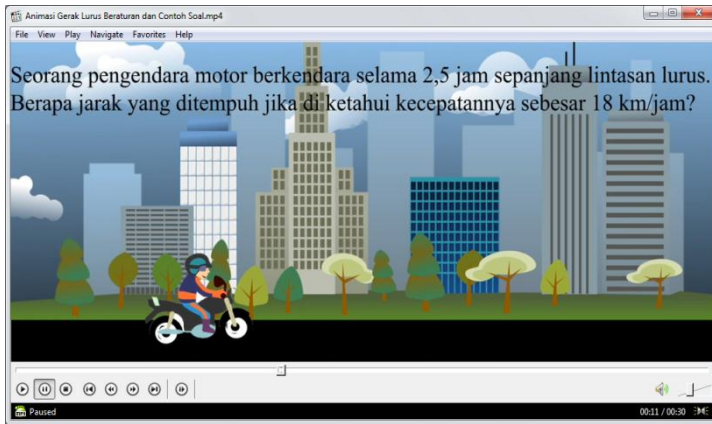 Animasi Gerak Lurus Beraturan dan Contoh Soal.mp4
File View Play Navigate Favorites Help
Seorang pengendara motor berkendara selama 2,5 jam sepanjang lintasan lurus.
Berapa jarak yang ditempuh jika di ketahui kecepatannya sebesar 18 km/jam?
Paused
00:11 / 00:30